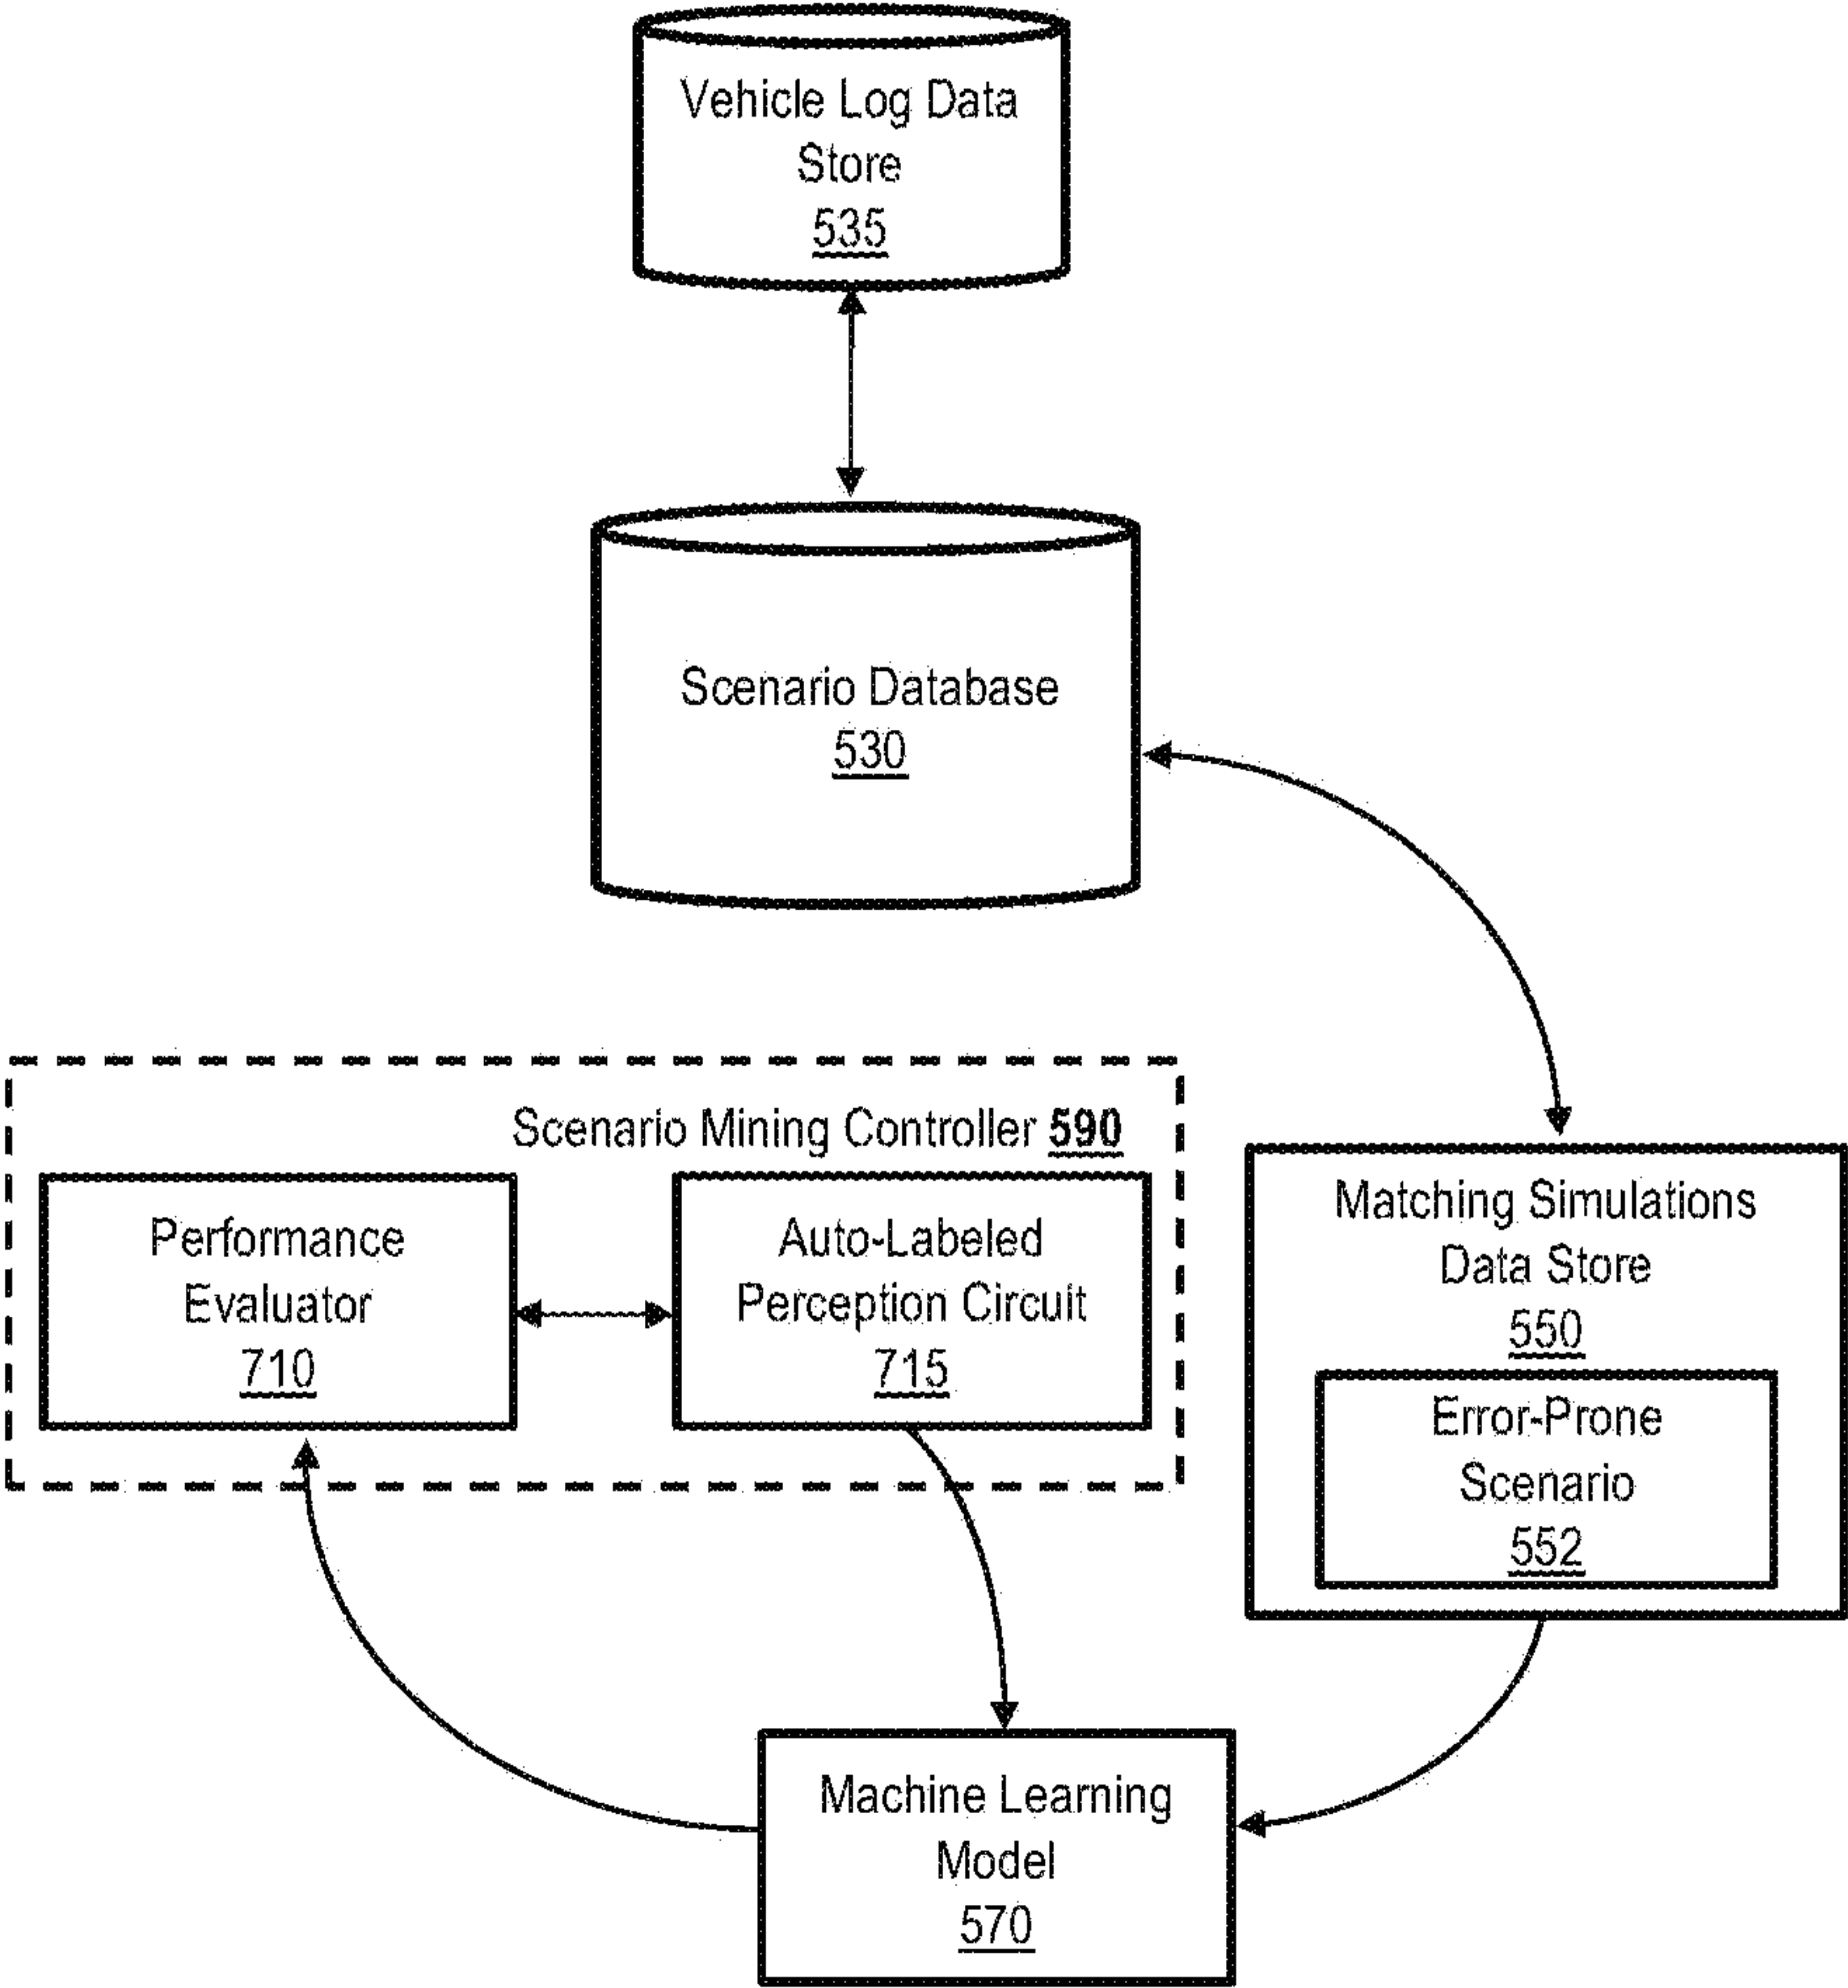 Vehicle Log Data
Store
535
Scenario Database
530
Scenario Mining Controller 590
Performance
Evaluator
710
Auto-Labeled
Perception Circuit
715
Matching Simulations
Data Store
550
Error-Prone
Scenario
552
Machine Learning
Model
570